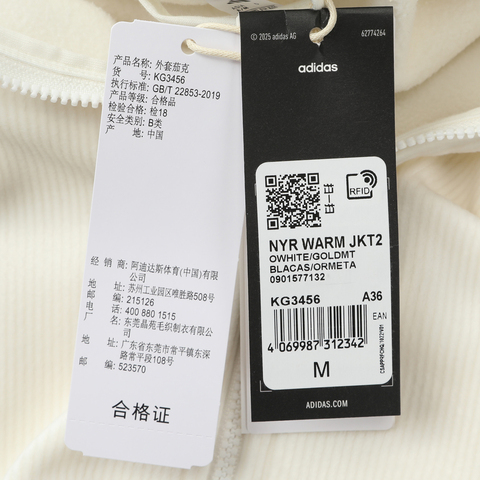 产品名称: 外套茄克
货 号: KG3456
执行标准: GB/T 22853-2019
产品等级: 合格品
检验合格: 检18
安全类别: B类
产 地: 中国
经 销 商: 阿迪达斯体育(中国)有限公司
地 址: 苏州工业园区唯胜路508号
邮 编: 215126
电 话: 400 880 1515
厂 名: 东莞晶苑毛织制衣有限公司
地 址: 广东省东莞市常平镇东深路常平段108号
邮 编: 523570
合格证
© 2025 adidas AG
62774264
adidas
RFID
NYR WARM JKT2
OWHITE/GOLDMT
BLACAS/ORMETA
0901577132
KG3456 A36
EAN
4 069987 312342
M
ADIDAS.COM